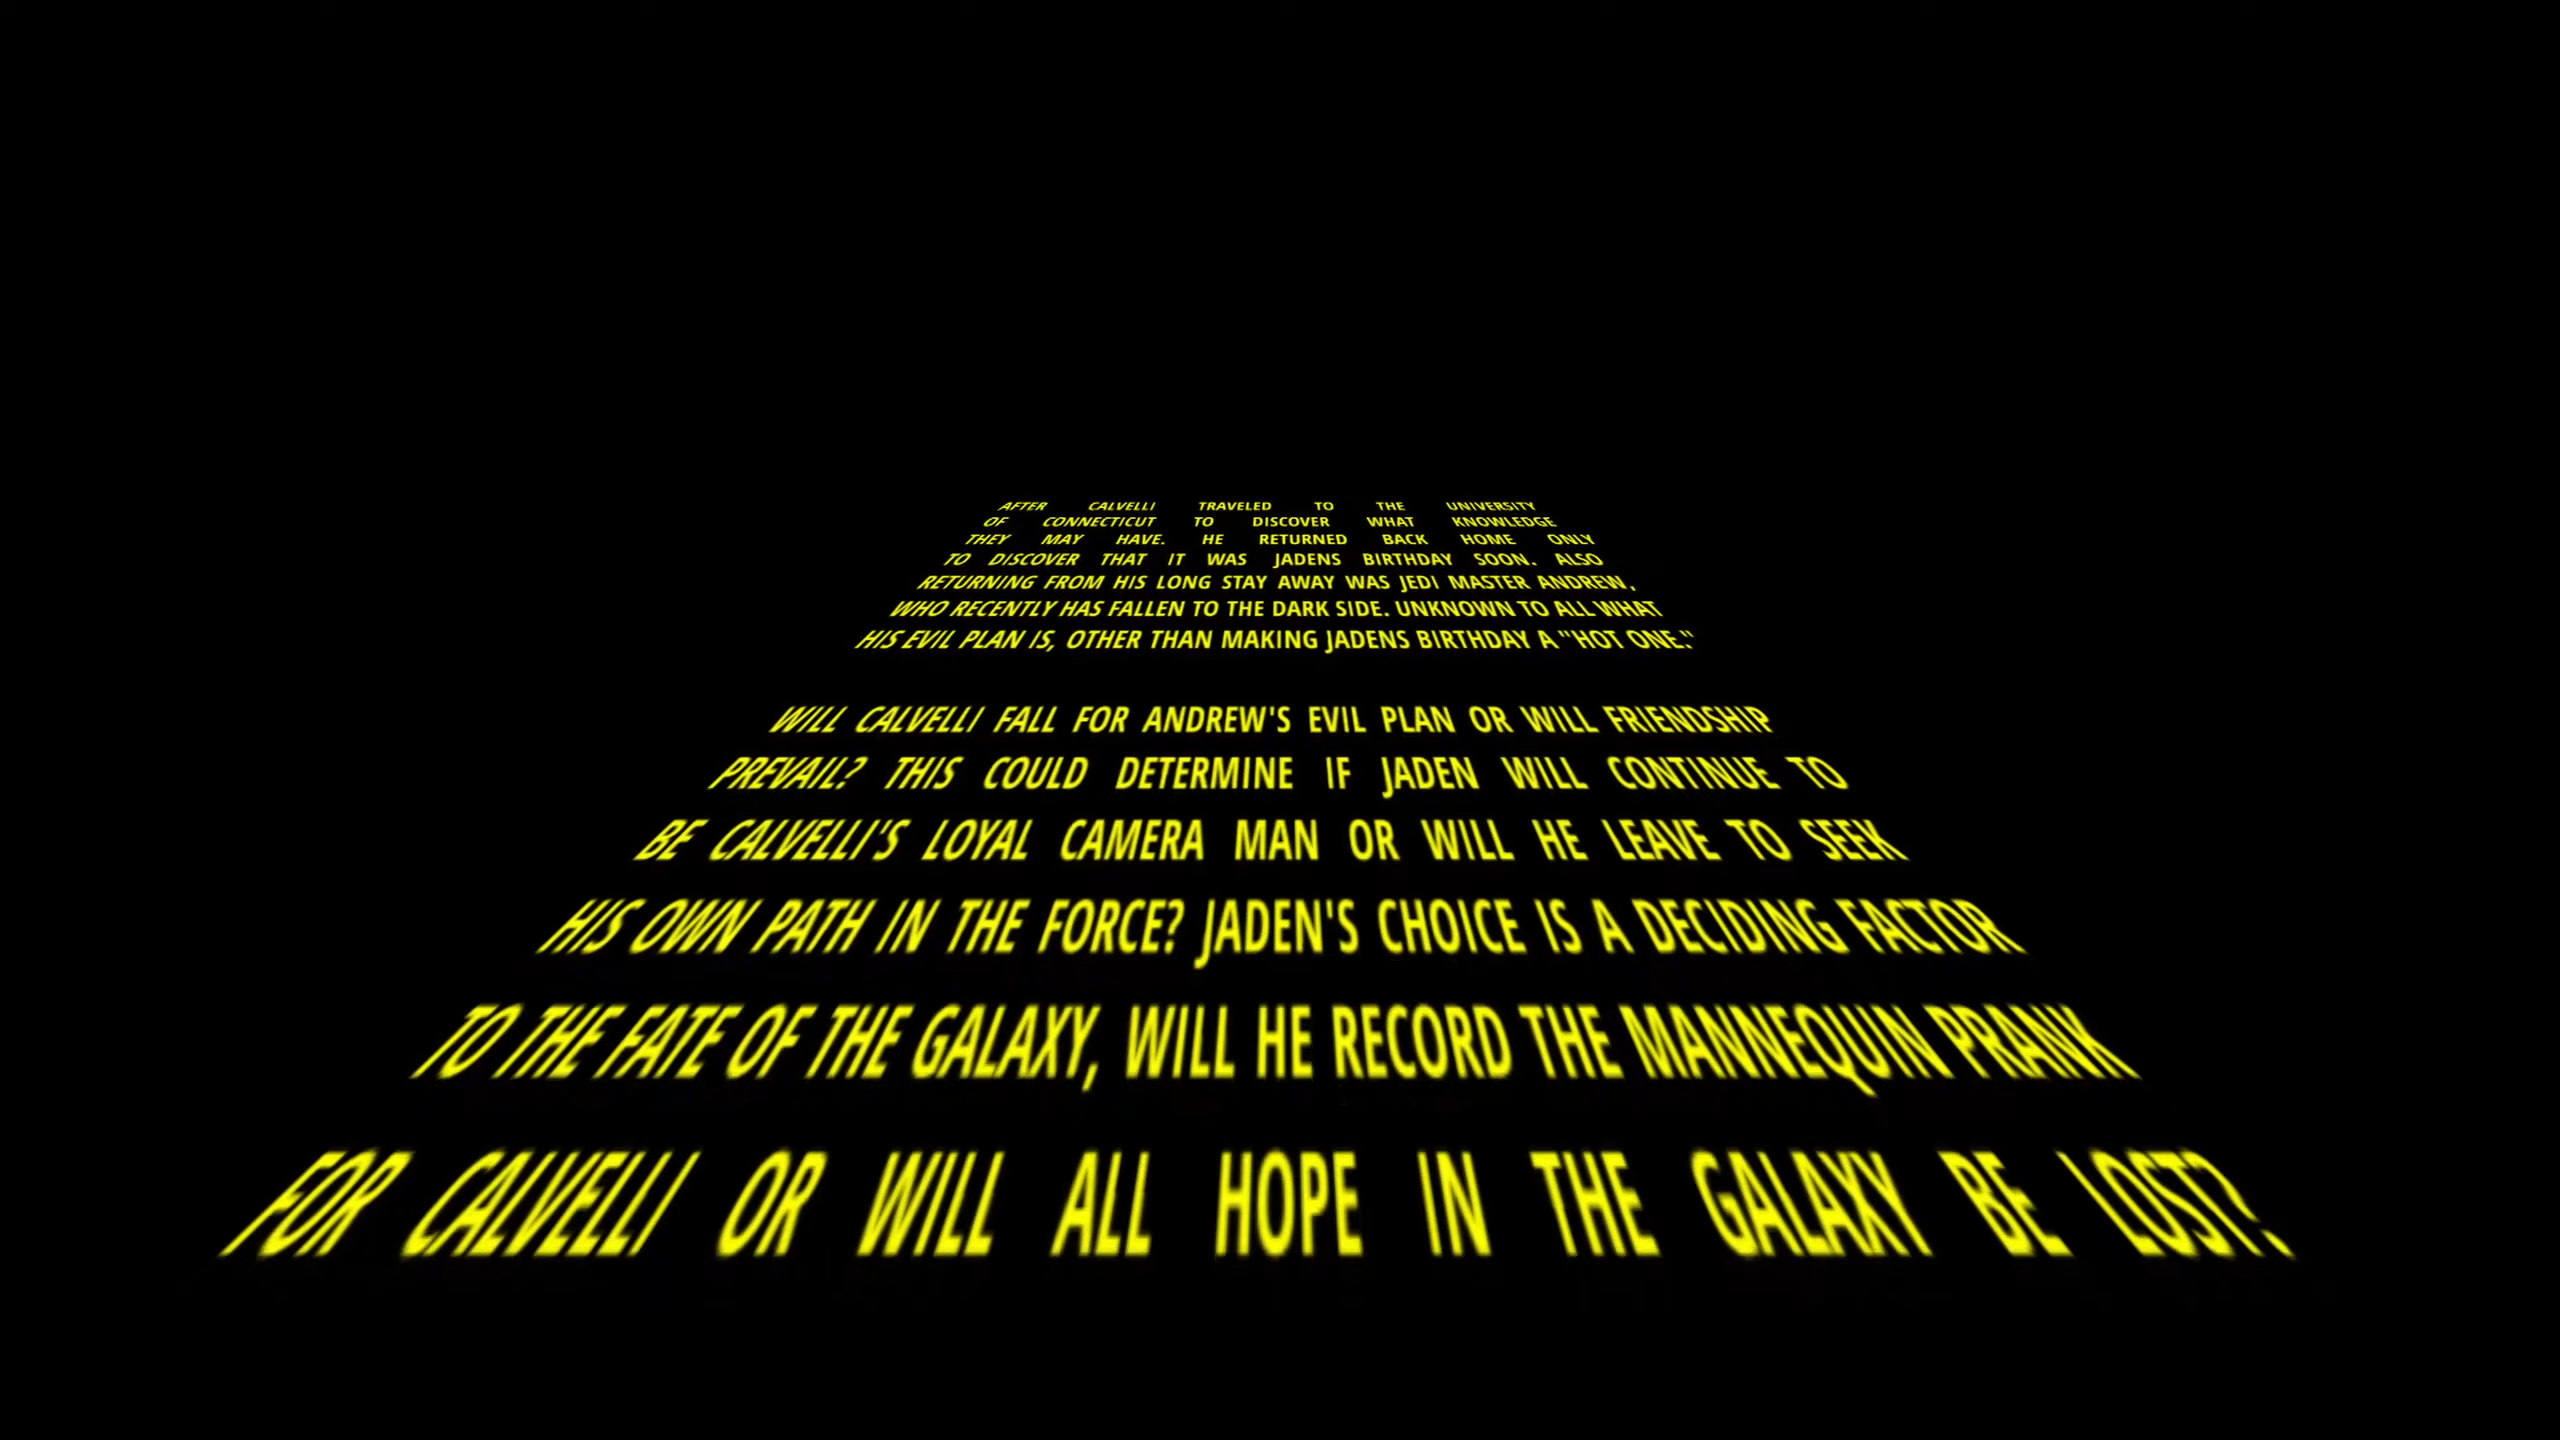 AFTER CALVELLI TRAVELED TO THE UNIVERSITY
OF CONNECTICUT TO DISCOVER WHAT KNOWLEDGE
THEY MAY HAVE. HE RETURNED BACK HOME ONLY
TO DISCOVER THAT IT WAS JADENS BIRTHDAY SOON. ALSO
RETURNING FROM HIS LONG STAY AWAY WAS JEDI MASTER ANDREW,
WHO RECENTLY HAS FALLEN TO THE DARK SIDE. UNKNOWN TO ALL WHAT
HIS EVIL PLAN IS, OTHER THAN MAKING JADENS BIRTHDAY A "HOT ONE."
WILL CALVELLI FALL FOR ANDREW'S EVIL PLAN OR WILL FRIENDSHIP
PREVAIL? THIS COULD DETERMINE IF JADEN WILL CONTINUE TO
BE CALVELLI'S LOYAL CAMERA MAN OR WILL HE LEAVE TO SEEK
HIS OWN PATH IN THE FORCE? JADEN'S CHOICE IS A DECIDING FACTOR
TO THE FATE OF THE GALAXY, WILL HE RECORD THE MANNEQUIN PRANK
FOR CALVELLI OR WILL ALL HOPE IN THE GALAXY BE LOST?